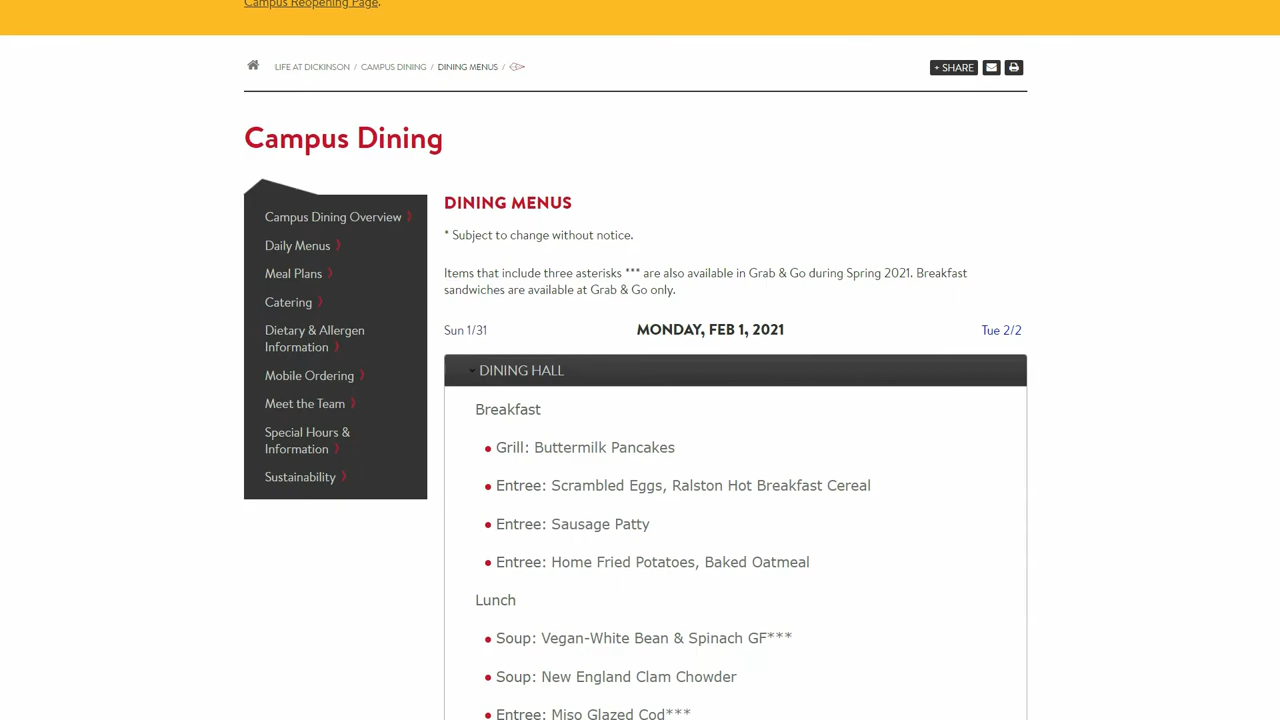 Campus Reopening Page.
LIFE AT DICKINSON / CAMPUS DINING / DINING MENUS /
+ SHARE
Campus Dining
Campus Dining Overview
Daily Menus
Meal Plans
Catering
Dietary & Allergen
Information
Mobile Ordering
Meet the Team
Special Hours &
Information
Sustainability
DINING MENUS
* Subject to change without notice.
Items that include three asterisks *** are also available in Grab & Go during Spring 2021. Breakfast
sandwiches are available at Grab & Go only.
Sun 1/31 MONDAY, FEB 1, 2021 Tue 2/2
DINING HALL
Breakfast
Grill: Buttermilk Pancakes
Entree: Scrambled Eggs, Ralston Hot Breakfast Cereal
Entree: Sausage Patty
Entree: Home Fried Potatoes, Baked Oatmeal
Lunch
Soup: Vegan-White Bean & Spinach GF***
Soup: New England Clam Chowder
Entree: Miso Glazed Cod***